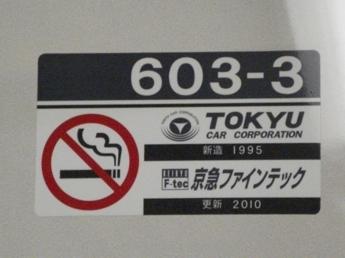 603-3
TOKYU
CAR CORPORATION
新造 1995
KEIKYU
F-tec 京急ファインテック
更新 2010